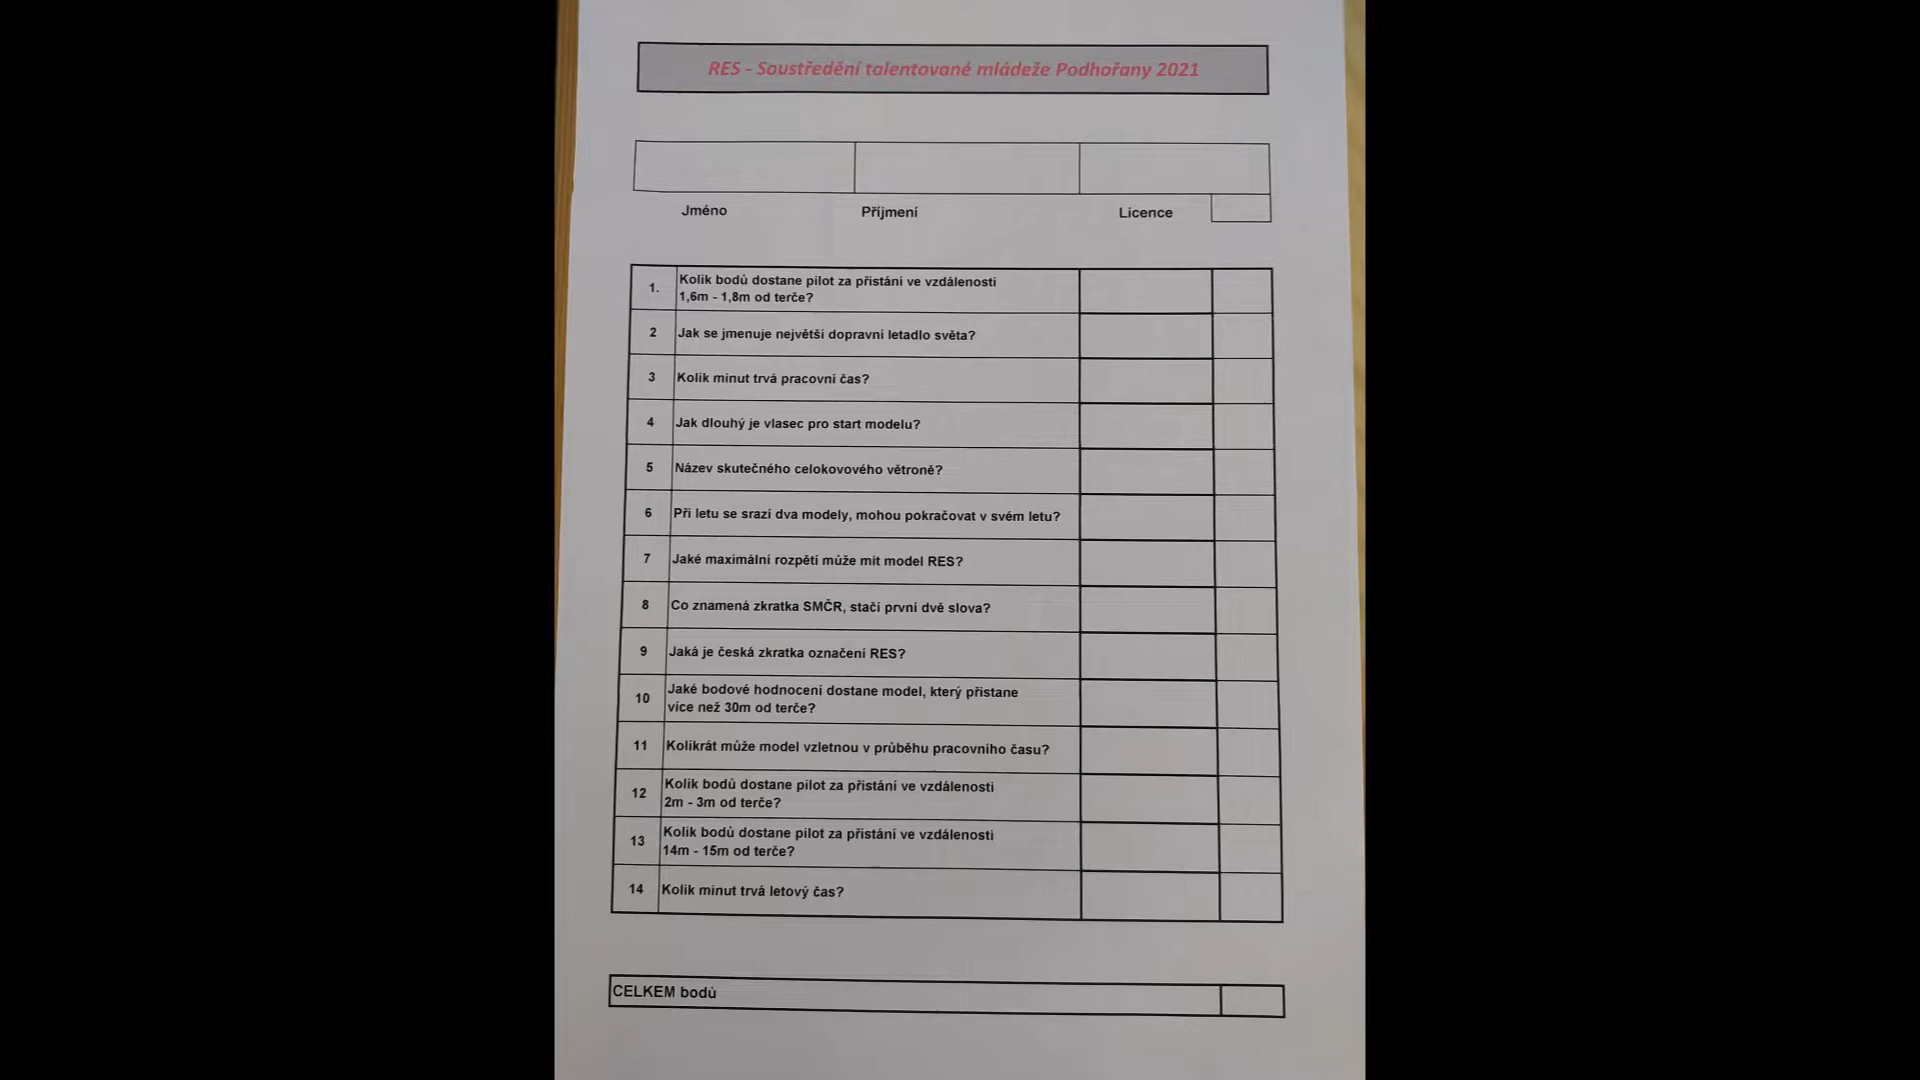 RES - Soustředění talentované mládeže Podhořany 2021
Jméno Příjmení Licence
1. Kolik bodů dostane pilot za přistání ve vzdálenosti
1,6m - 1,8m od terče?
2 Jak se jmenuje největší dopravní letadlo světa?
3 Kolik minut trvá pracovní čas?
4 Jak dlouhý je vlasec pro start modelu?
5 Název skutečného celokovového větroně?
6 Při letu se srazí dva modely, mohou pokračovat v svém letu?
7 Jaké maximální rozpětí může mít model RES?
8 Co znamená zkratka SMČR, stačí první dvě slova?
9 Jaká je česká zkratka označení RES?
10 Jaké bodové hodnocení dostane model, který přistane
více než 30m od terče?
11 Kolikrát může model vzletnou v průběhu pracovního času?
12 Kolik bodů dostane pilot za přistání ve vzdálenosti
2m - 3m od terče?
13 Kolik bodů dostane pilot za přistání ve vzdálenosti
14m - 15m od terče?
14 Kolik minut trvá letový čas?
CELKEM bodů